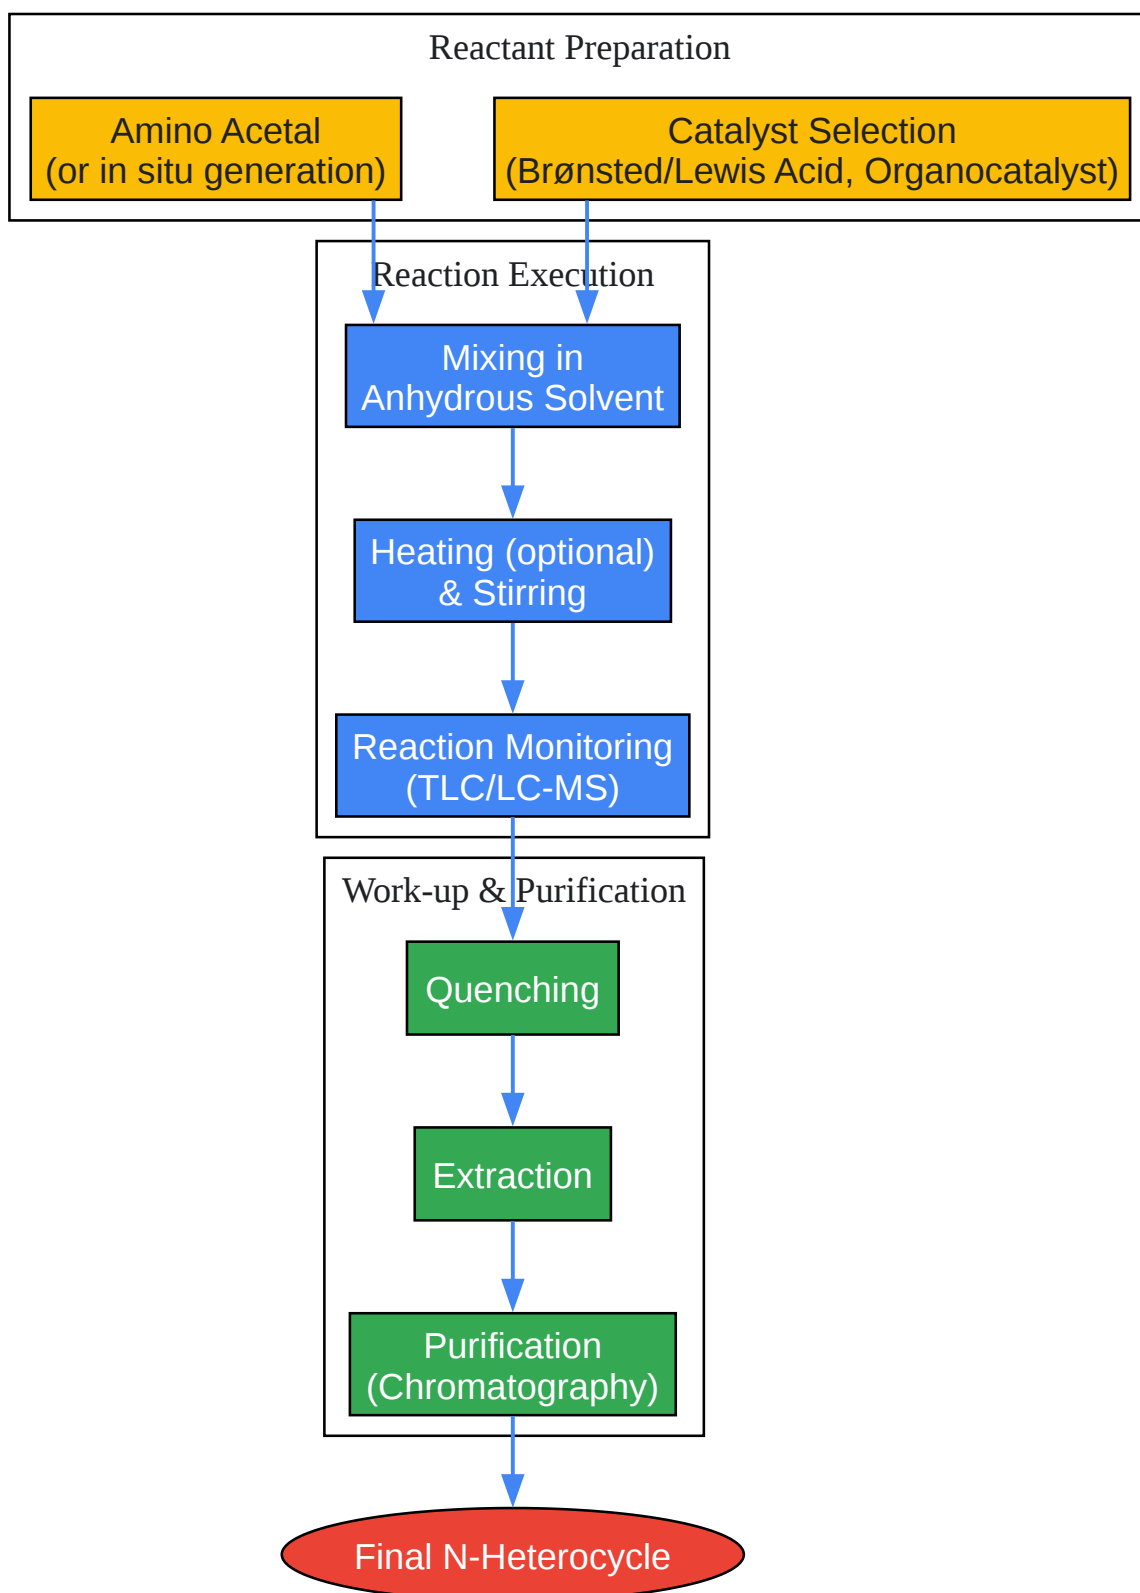 Reactant Preparation
Amino Acetal
(or in situ generation)
Catalyst Selection
(Brønsted/Lewis Acid, Organocatalyst)
Reaction Execution
Mixing in
Anhydrous Solvent
Heating (optional)
& Stirring
Reaction Monitoring
(TLC/LC-MS)
Work-up & Purification
Quenching
Extraction
Purification
(Chromatography)
Final N-Heterocycle